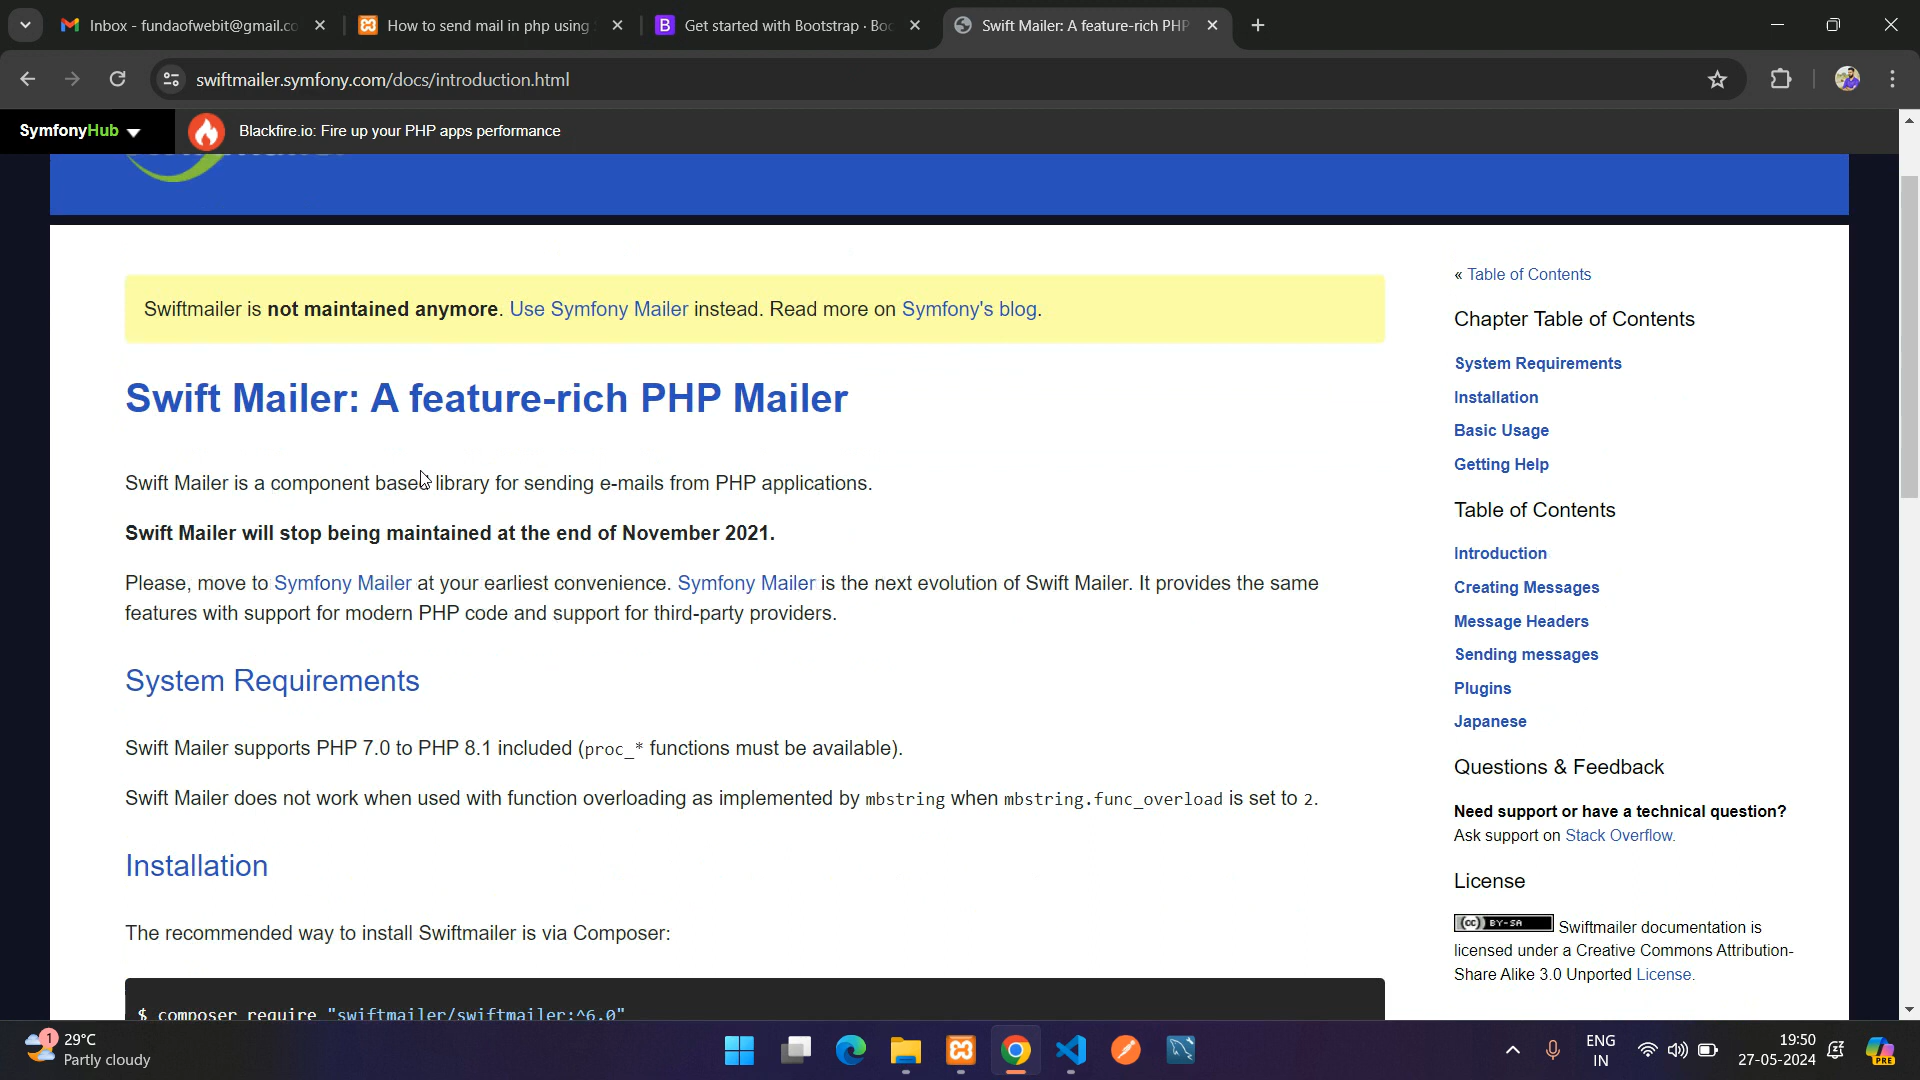 Inbox - fundaofwebit@gmail.co
How to send mail in php using
B
Get started with Bootstrap · Boo
Swift Mailer: A feature-rich PHP
swiftmailer.symfony.com/docs/introduction.html
SymfonyHub
Blackfire.io: Fire up your PHP apps performance
Swiftmailer is not maintained anymore. Use Symfony Mailer instead. Read more on Symfony's blog.
Swift Mailer: A feature-rich PHP Mailer
Swift Mailer is a component based library for sending e-mails from PHP applications.
Swift Mailer will stop being maintained at the end of November 2021.
Please, move to Symfony Mailer at your earliest convenience. Symfony Mailer is the next evolution of Swift Mailer. It provides the same
features with support for modern PHP code and support for third-party providers.
System Requirements
Swift Mailer supports PHP 7.0 to PHP 8.1 included (proc_* functions must be available).
Swift Mailer does not work when used with function overloading as implemented by mbstring when mbstring.func_overload is set to 2.
Installation
The recommended way to install Swiftmailer is via Composer:
$ composer require "swiftmailer/swiftmailer:^6.0"
« Table of Contents
Chapter Table of Contents
System Requirements
Installation
Basic Usage
Getting Help
Table of Contents
Introduction
Creating Messages
Message Headers
Sending messages
Plugins
Japanese
Questions & Feedback
Need support or have a technical question?
Ask support on Stack Overflow.
License
(cc) BY-SA Swiftmailer documentation is
licensed under a Creative Commons Attribution-
Share Alike 3.0 Unported License.
1
29°C
Partly cloudy
ENG
IN
19:50
27-05-2024
PRE